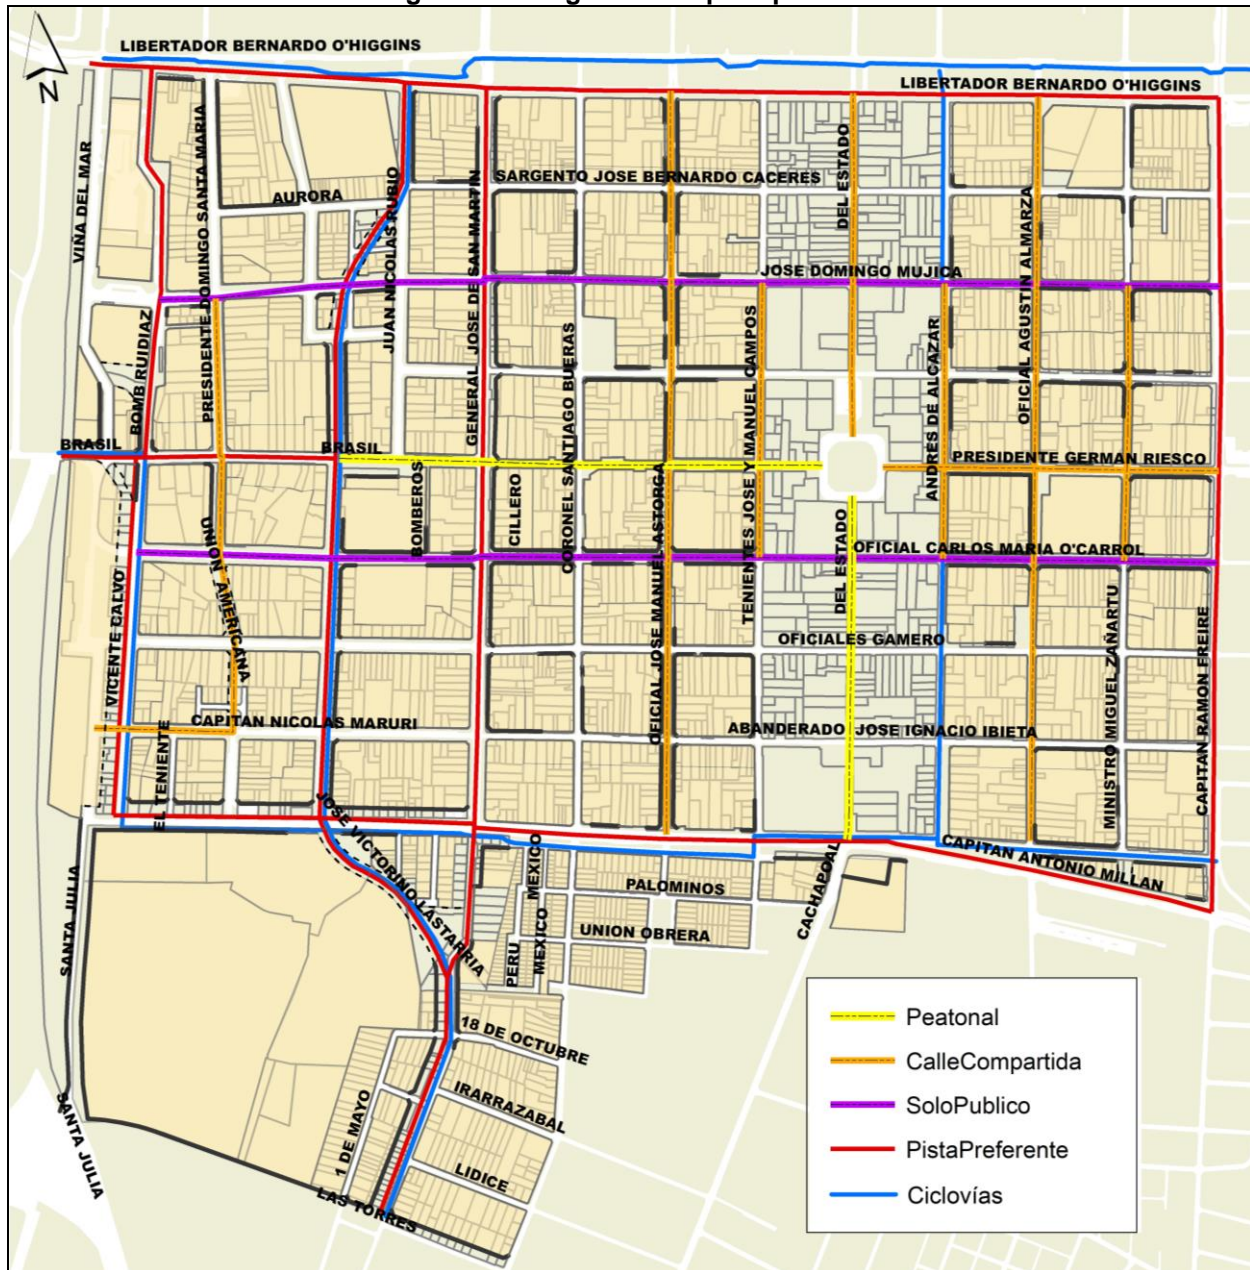 LIBERTADOR BERNARDO O'HIGGINS
LIBERTADOR BERNARDO O'HIGGINS
N
VIÑA DEL MAR
PRESIDENTE DOMINGO SANTA MARIA
AURORA
JUAN NICOLAS RUBIO
GENERAL JOSE DE SAN MARTIN
SARGENTO JOSE BERNARDO CACERES
DEL ESTADO
OFICIAL AGUSTIN ALMARZA
JOSE DOMINGO MUJICA
BOMB RUIDIAZ
CORONEL SANTIAGO BUERAS
TENIENTES JOSE Y MANUEL CAMPOS
ANDRES DE ALCAZAR
BRASIL
BRASIL
PRESIDENTE GERMAN RIESCO
BOMBEROS
CILLERO
OFICIAL JOSE MANUEL ASTORGA
DEL ESTADO
OFICIAL CARLOS MARIA O'CARROL
UNION AMERICANA
VICENTE CALVO
OFICIALES GAMERO
MINISTRO MIGUEL ZAÑARTU
CAPITAN RAMON FREIRE
CAPITAN NICOLAS MARURI
ABANDERADO JOSE IGNACIO IBIETA
EL TENIENTE
JOSE VICTORINO LASTARRIA
CAPITAN ANTONIO MILLAN
SANTA JULIA
MEXICO
PALOMINOS
CACHAPOAL
PERU
MEXICO
UNION OBRERA
18 DE OCTUBRE
1 DE MAYO
IRARRAZABAL
SANTA JULIA
LIDICE
LAS TORRES
Peatonal
CalleCompartida
SoloPublico
PistaPreferente
Ciclovías